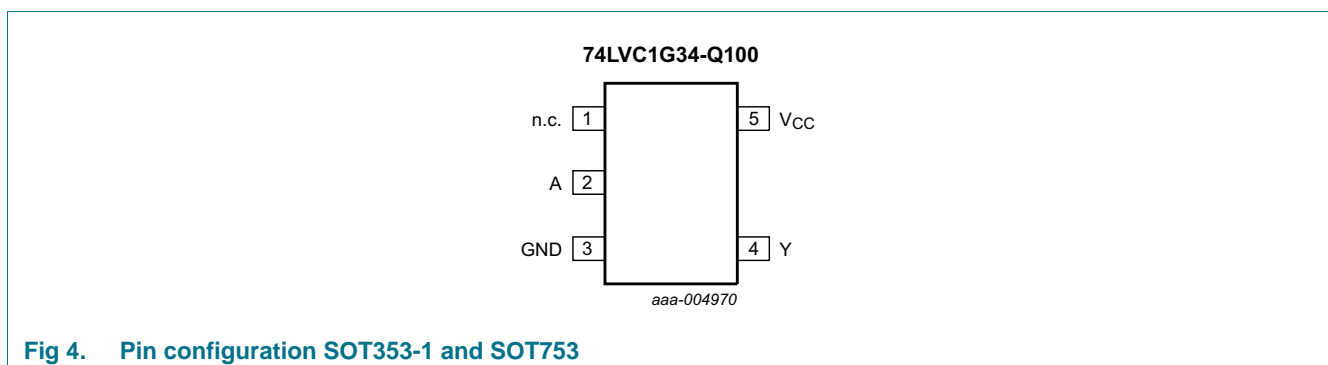 74LVC1G34-Q100
n.c. 1 5 VCC
A 2
GND 3 4 Y
aaa-004970
Fig 4. Pin configuration SOT353-1 and SOT753